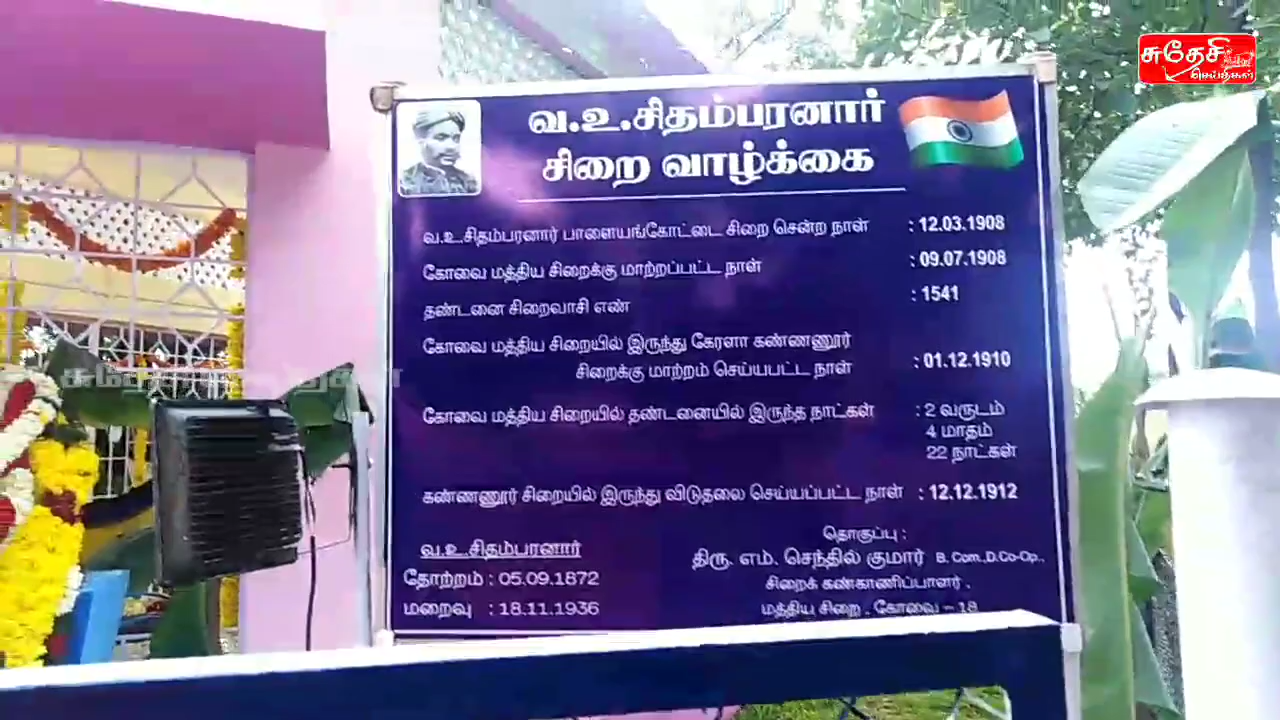 சுதேசி
செய்திகள்
வ.உ.சிதம்பரனார்
சிறை வாழ்க்கை
வ.உ.சிதம்பரனார் பாளையங்கோட்டை சிறை சென்ற நாள் : 12.03.1908
கோவை மத்திய சிறைக்கு மாற்றப்பட்ட நாள் : 09.07.1908
தண்டனை சிறைவாசி எண் : 1541
கோவை மத்திய சிறையில் இருந்து கேரளா கண்ணணூர்
சிறைக்கு மாற்றம் செய்யபட்ட நாள் : 01.12.1910
கோவை மத்திய சிறையில் தண்டனையில் இருந்த நாட்கள் : 2 வருடம்
4 மாதம்
22 நாட்கள்
கண்ணணூர் சிறையில் இருந்து விடுதலை செய்யப்பட்ட நாள் : 12.12.1912
வ.உ.சிதம்பரனார்
தோற்றம் : 05.09.1872
மறைவு : 18.11.1936
தொகுப்பு :
திரு. எம். செந்தில் குமார் B.Com.,D.Co-Op.,
சிறைக் கண்காணிப்பாளர் .
மத்திய சிறை , கோவை – 18